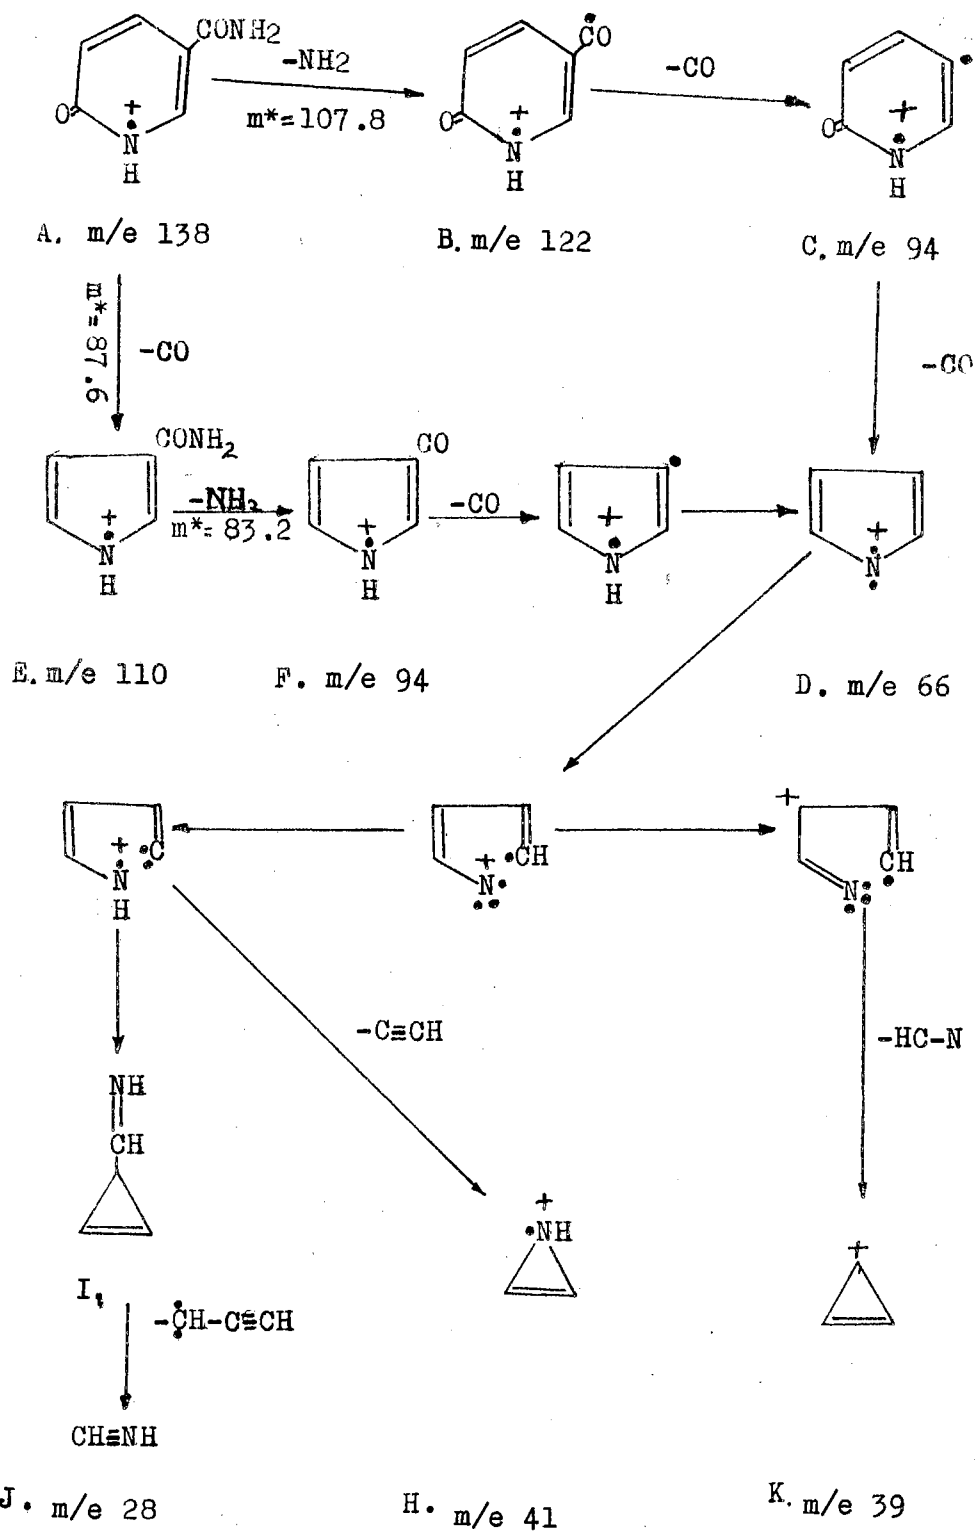 CONH2 -NH2 m*=107.8 ĊO -CO
O + N H O + N H O + N H
A. m/e 138 B. m/e 122 C. m/e 94
m*=87.6 -CO -CO
CONH2 -NH2 m*=83.2 CO -CO
+ N H + N H + N H + N
E. m/e 110 F. m/e 94 D. m/e 66
+ C N H + CH N + CH N
-C≡CH -HC-N
NH
CH
+ NH +
I,
-CH-C≡CH
CH≡NH
J. m/e 28 H. m/e 41 K. m/e 39